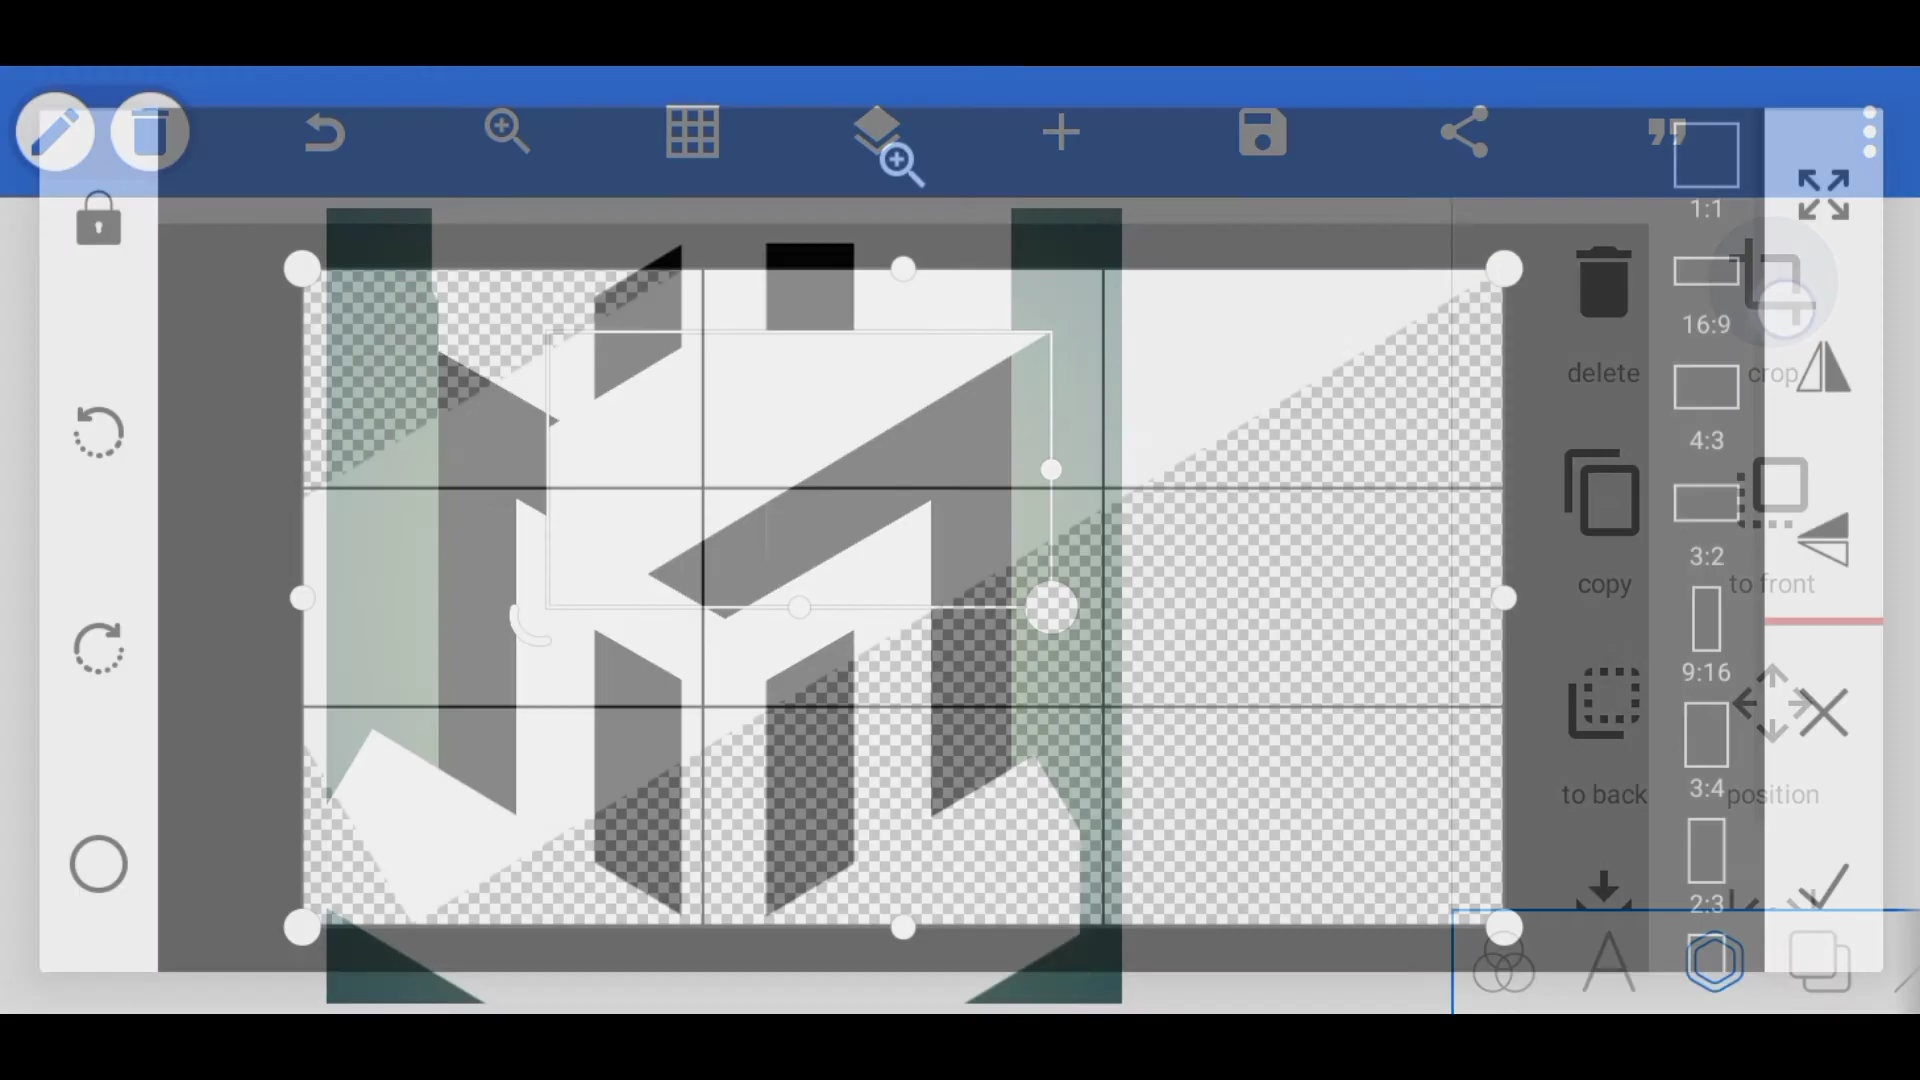 1:1
16:9
delete
crop
4:3
3:2
copy
to front
9:16
to back
3:4
position
2:3
A